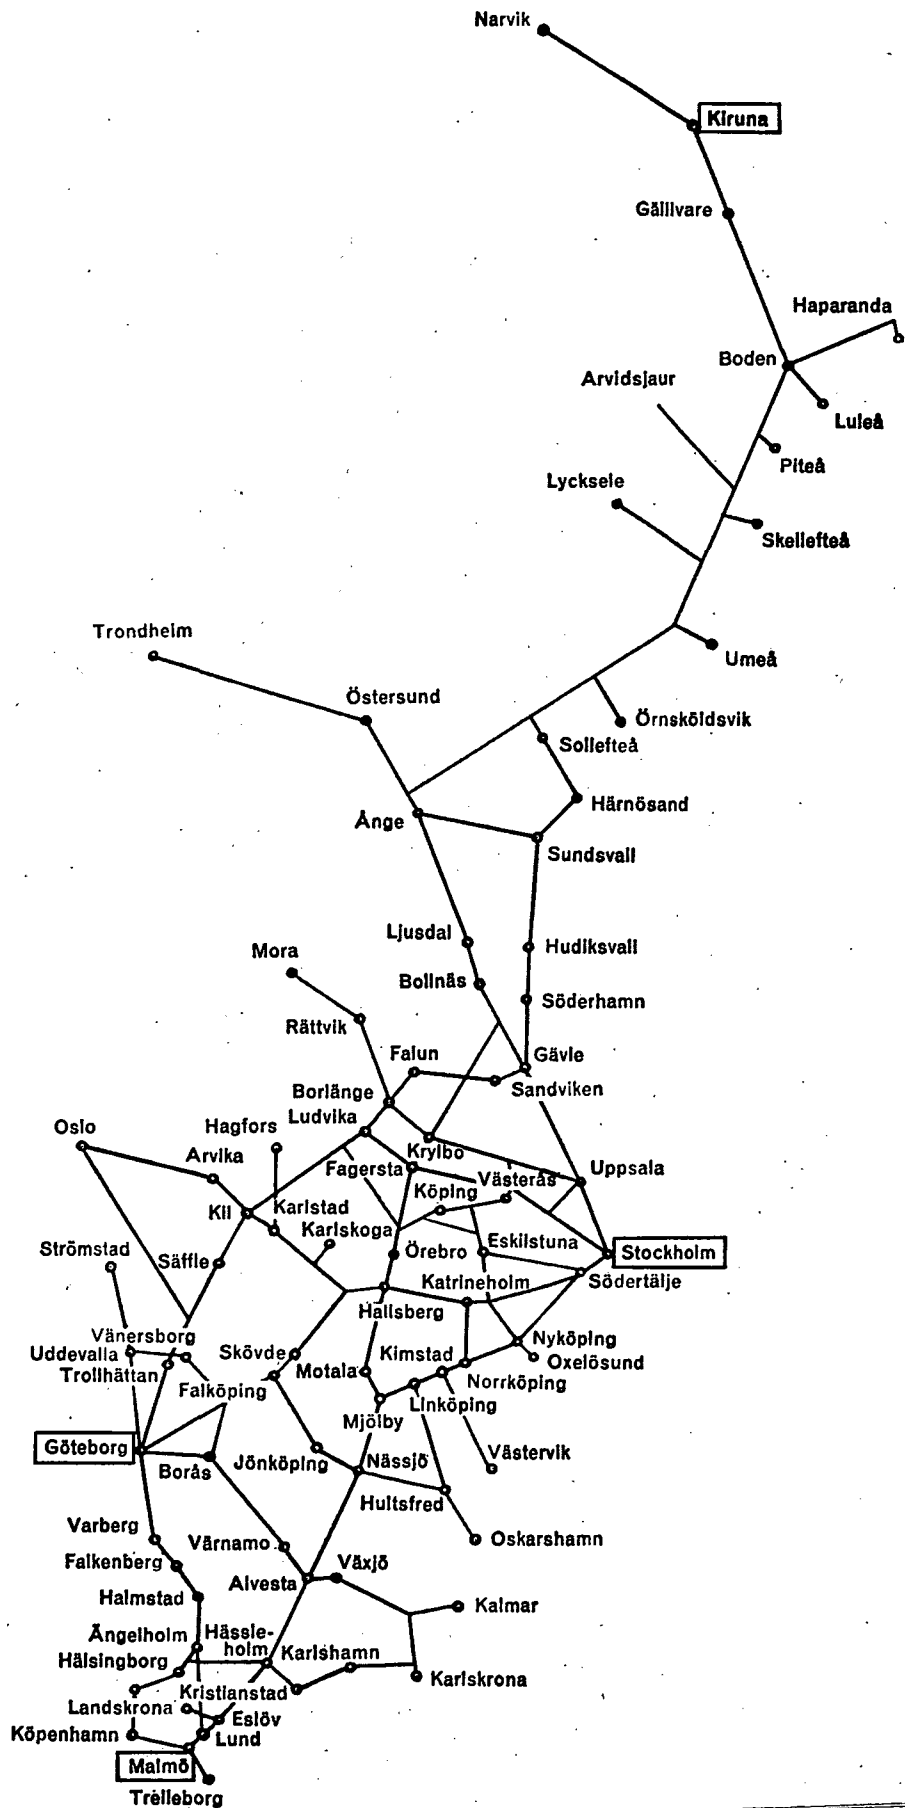 Narvik
Kiruna
Gällivare
Haparanda
Boden
Arvidsjaur
Luleå
Piteå
Lycksele
Skellefteå
Trondheim
Umeå
Östersund
Örnsköldsvik
Sollefteå
Härnösand
Ånge
Sundsvall
Ljusdal
Hudiksvall
Mora
Bollnäs
Söderhamn
Rättvik
Gävle
Falun
Sandviken
Borlänge
Ludvika
Oslo
Hagfors
Krylbo
Arvika
Fagersta
Västerås
Uppsala
Köping
Kil
Karlstad
Karlskoga
Strömstad
Säffle
Örebro
Eskilstuna
Stockholm
Katrineholm
Södertälje
Hallsberg
Vänersborg
Uddevalla
Trollhättan
Skövde
Kimstad
Nyköping
Oxelösund
Motala
Norrköping
Falköping
Linköping
Mjölby
Göteborg
Borås
Jönköping
Nässjö
Västervik
Hultsfred
Varberg
Värnamo
Oskarshamn
Falkenberg
Växjö
Alvesta
Halmstad
Kalmar
Ängelholm
Hässle-
holm
Karlshamn
Hälsingborg
Karlskrona
Kristianstad
Landskrona
Eslöv
Köpenhamn
Lund
Malmö
Trelleborg